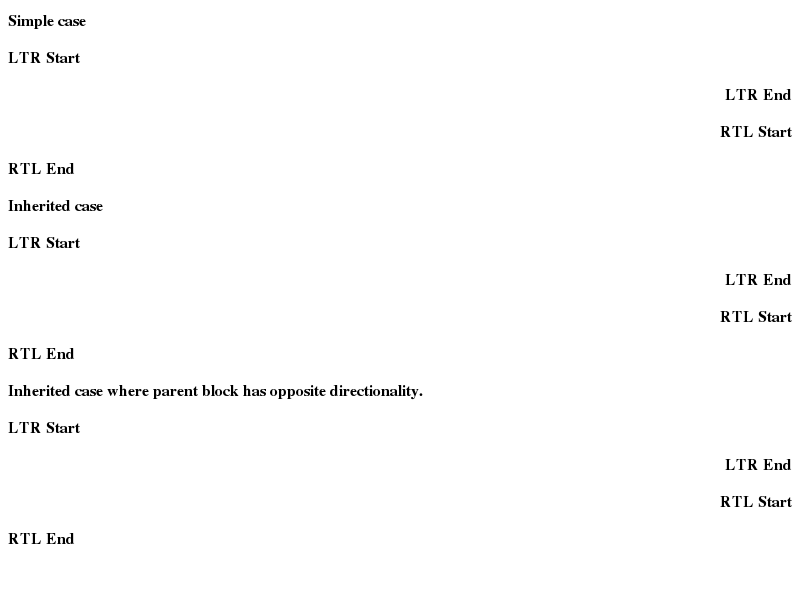 Simple case
LTR Start
LTR End
RTL Start
RTL End
Inherited case
LTR Start
LTR End
RTL Start
RTL End
Inherited case where parent block has opposite directionality.
LTR Start
LTR End
RTL Start
RTL End